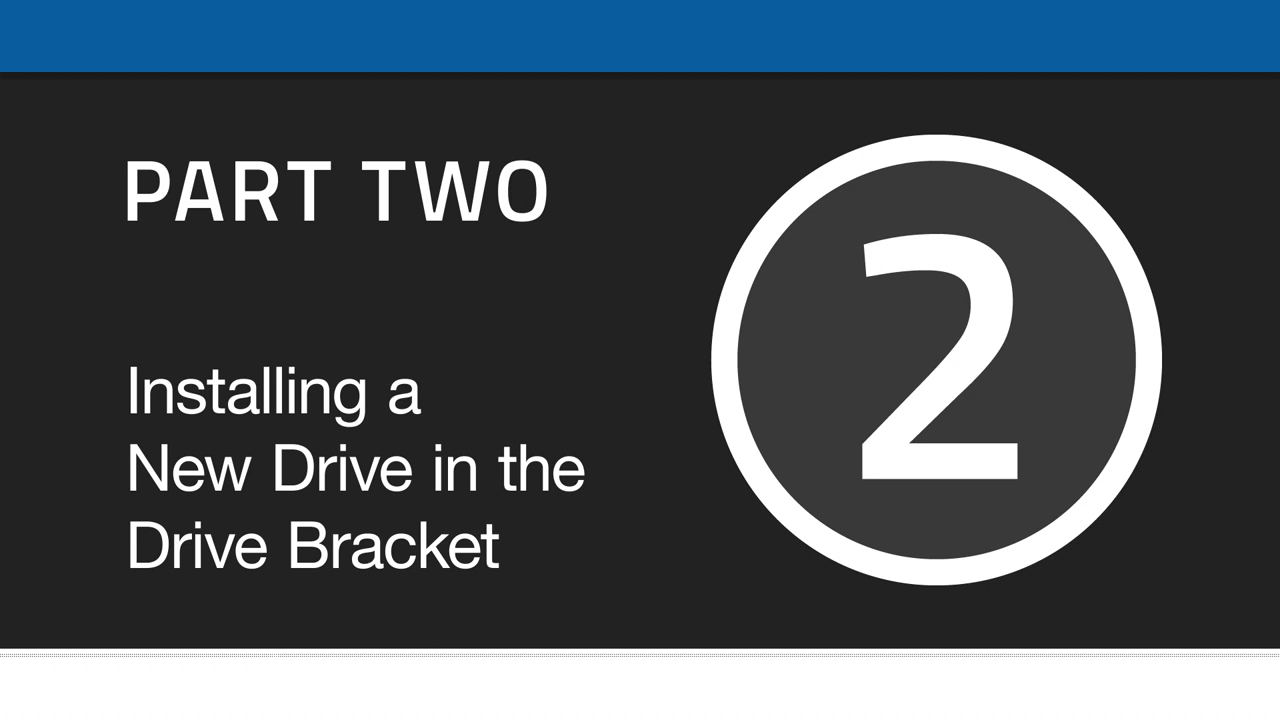 PART TWO
Installing a
New Drive in the
Drive Bracket
2